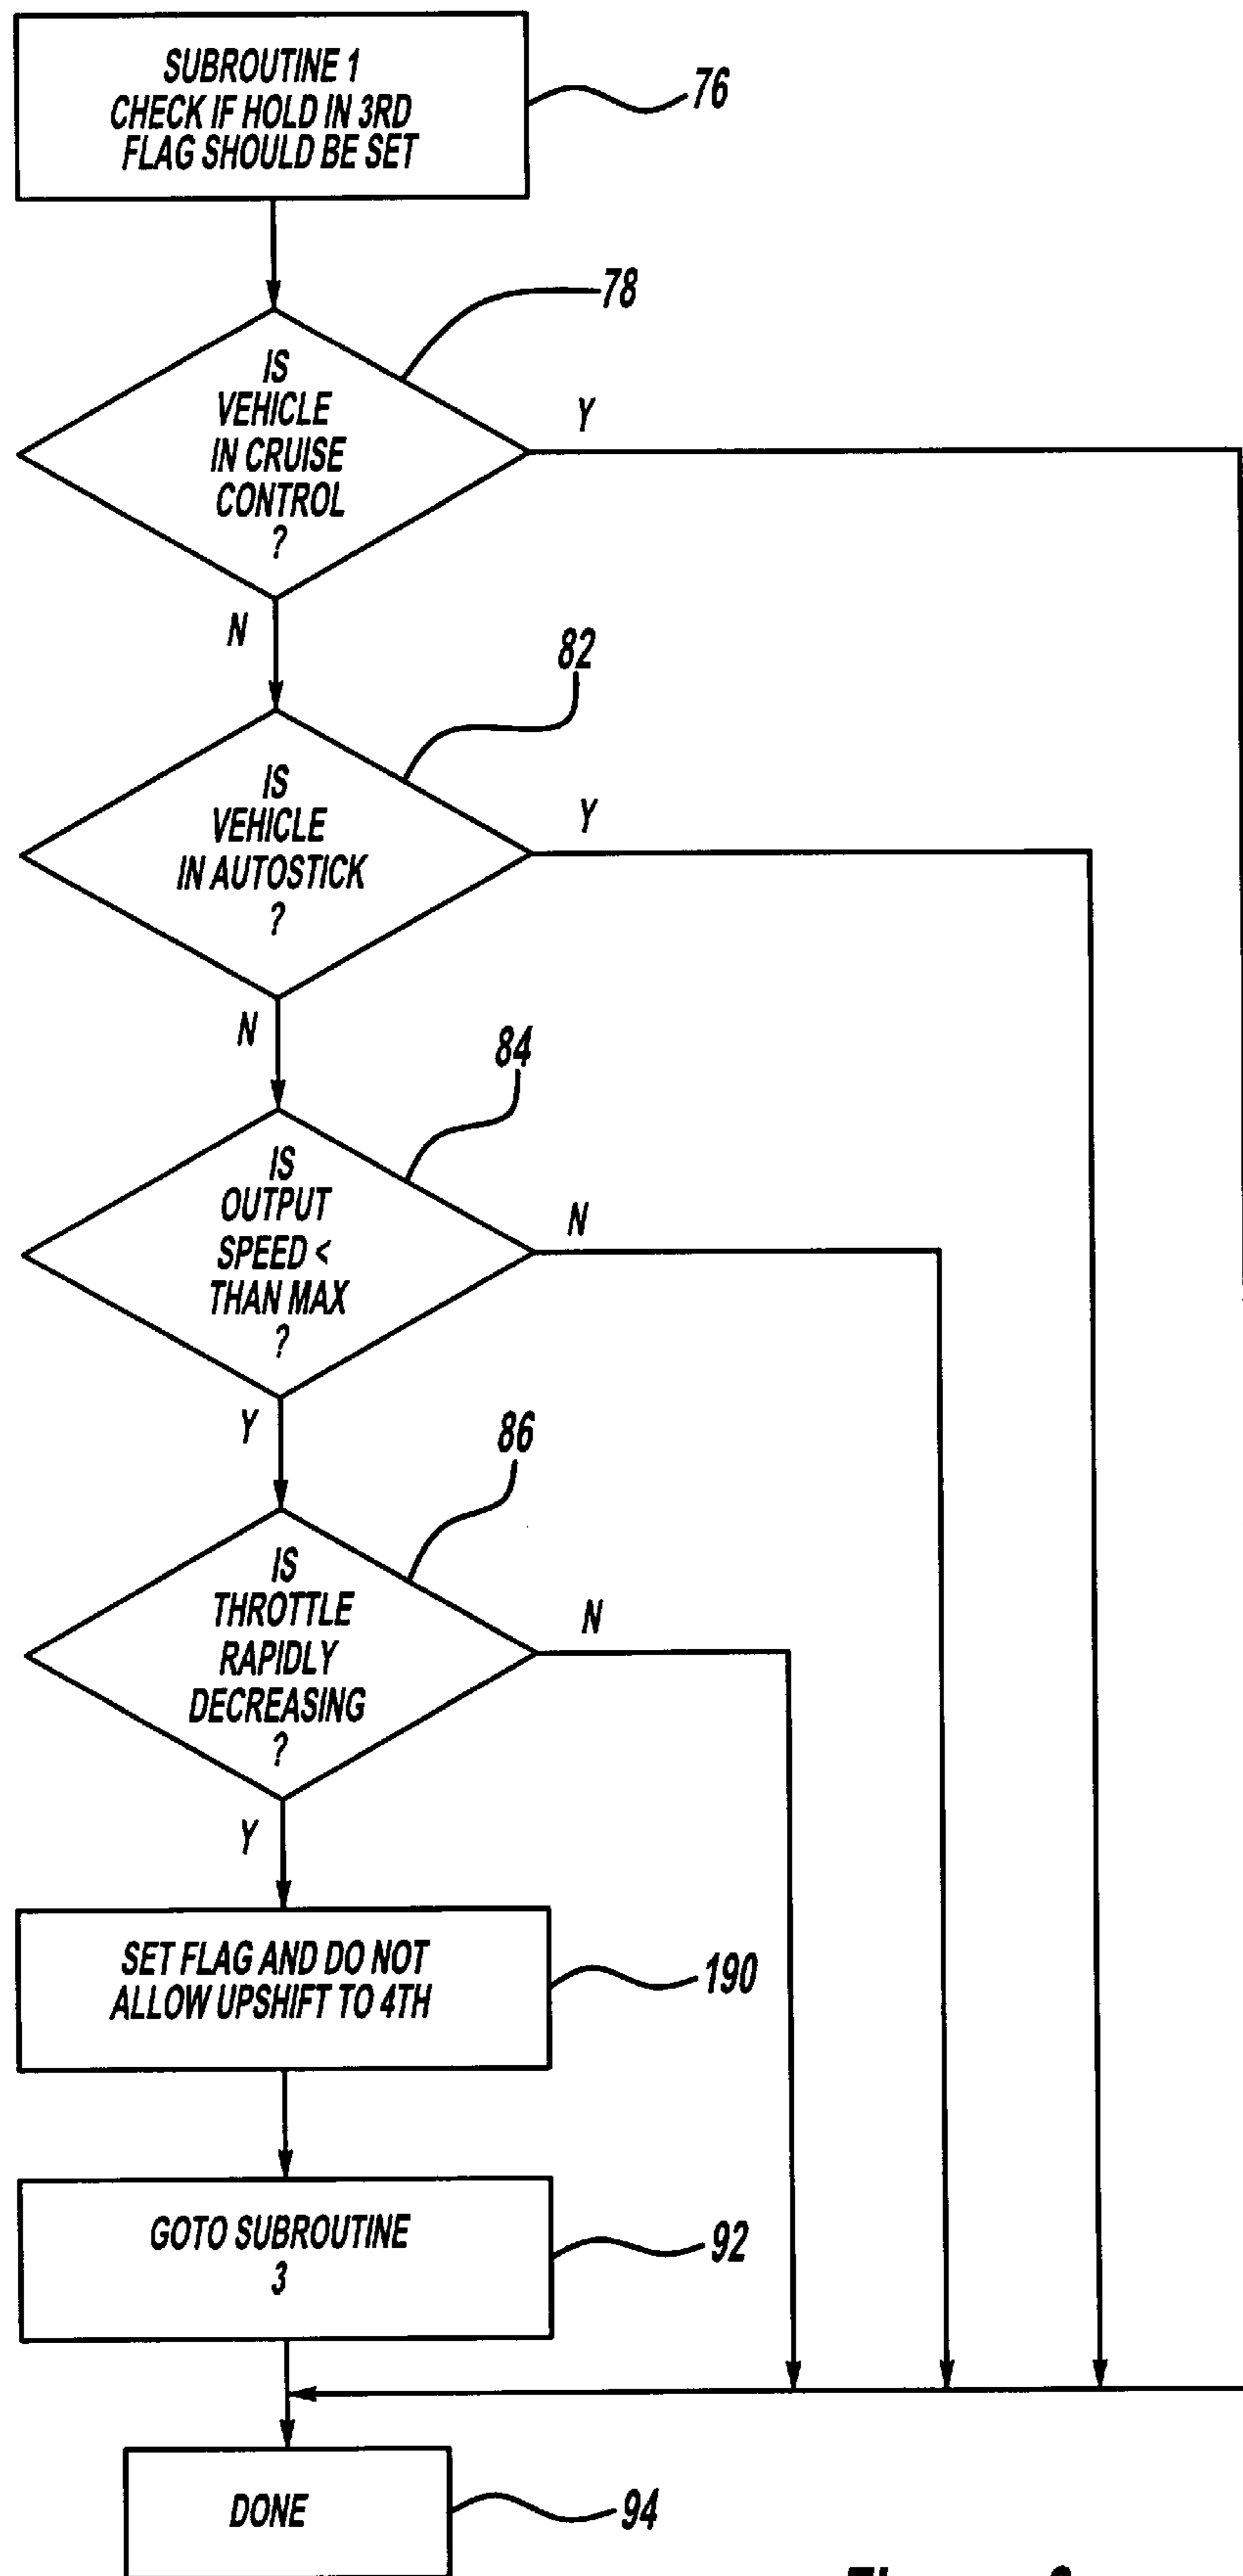 SUBROUTINE 1
CHECK IF HOLD IN 3RD
FLAG SHOULD BE SET
76
78
IS
VEHICLE
IN CRUISE
CONTROL
?
Y
N
82
IS
VEHICLE
IN AUTOSTICK
?
Y
N
84
IS
OUTPUT
SPEED <
THAN MAX
?
N
Y
86
IS
THROTTLE
RAPIDLY
DECREASING
?
N
Y
SET FLAG AND DO NOT
ALLOW UPSHIFT TO 4TH
190
GOTO SUBROUTINE
3
92
DONE
94